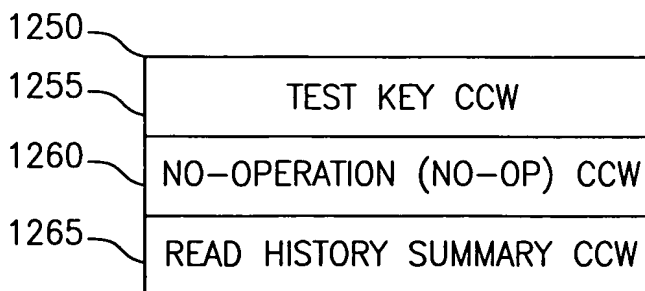 1250
1255 TEST KEY CCW
1260 NO-OPERATION (NO-OP) CCW
1265 READ HISTORY SUMMARY CCW